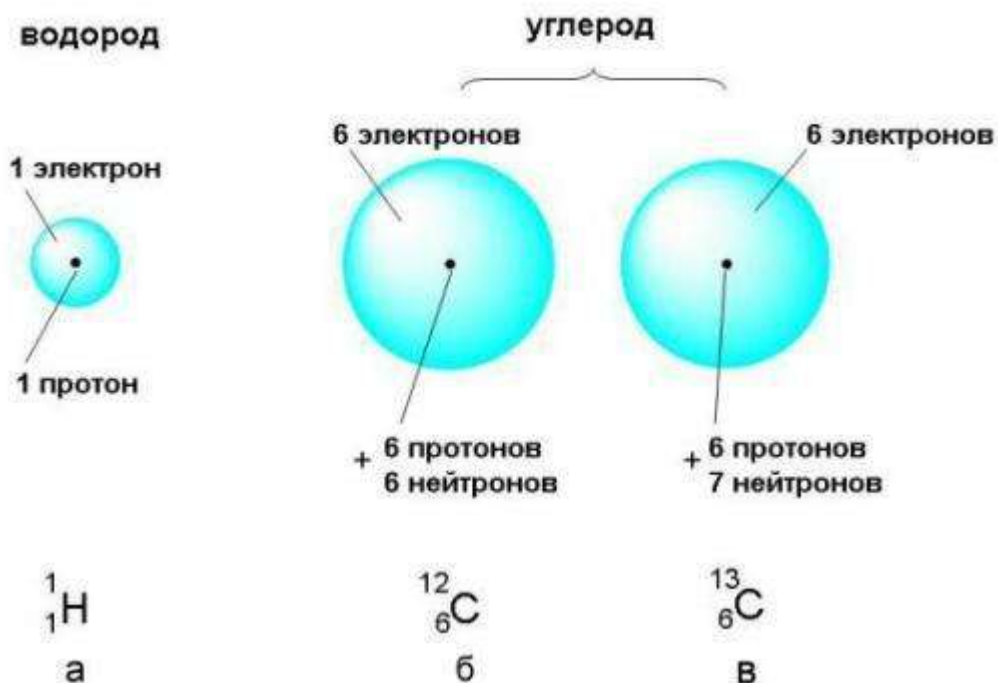 водород
углерод
1 электрон
1 протон
6 электронов
+ 6 протонов
6 нейтронов
6 электронов
+ 6 протонов
7 нейтронов
1
1H
а
12
6C
б
13
6C
в